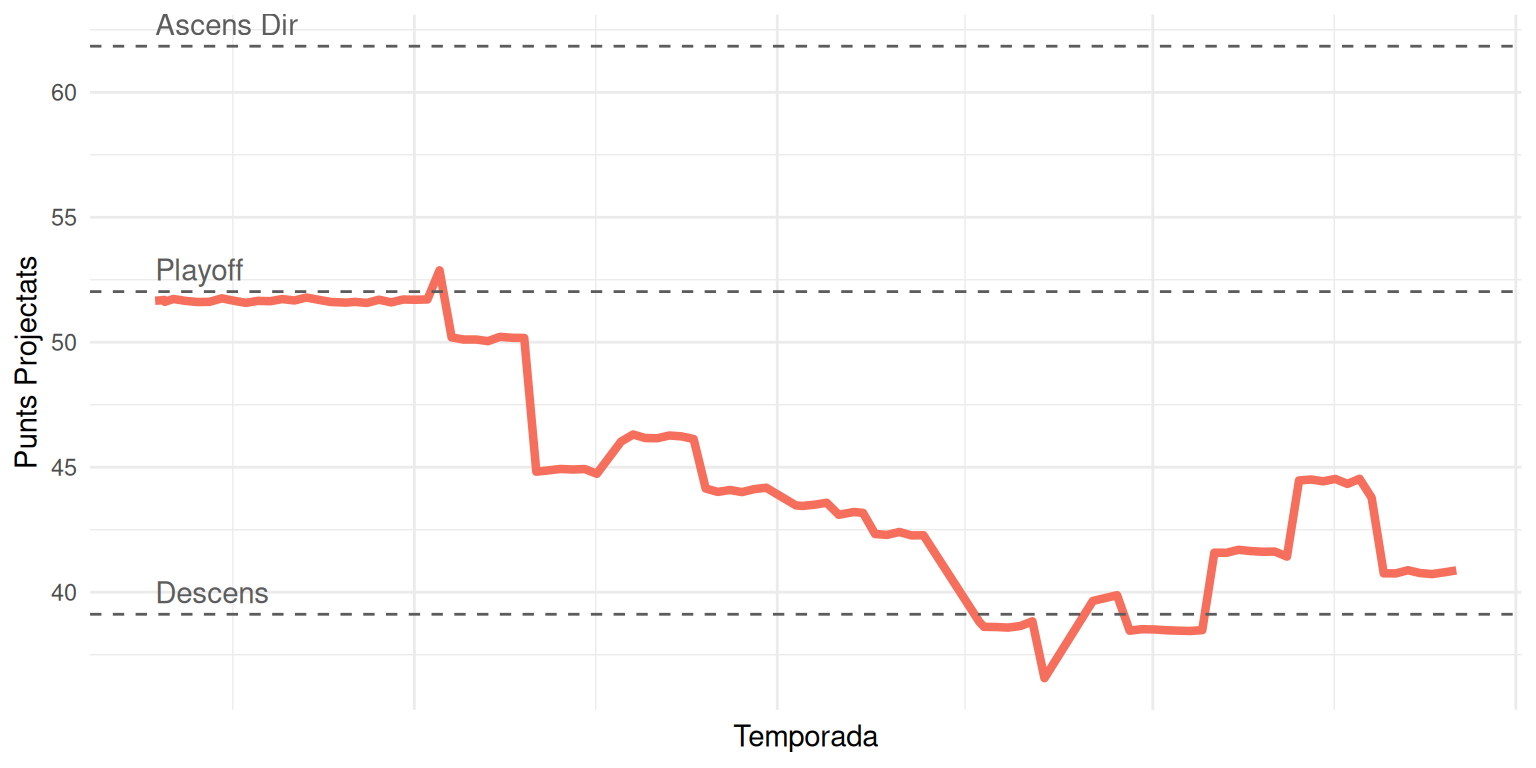 Ascens Dir
60
55
Playoff
50
45
Descens
40
Punts Projectats
Temporada